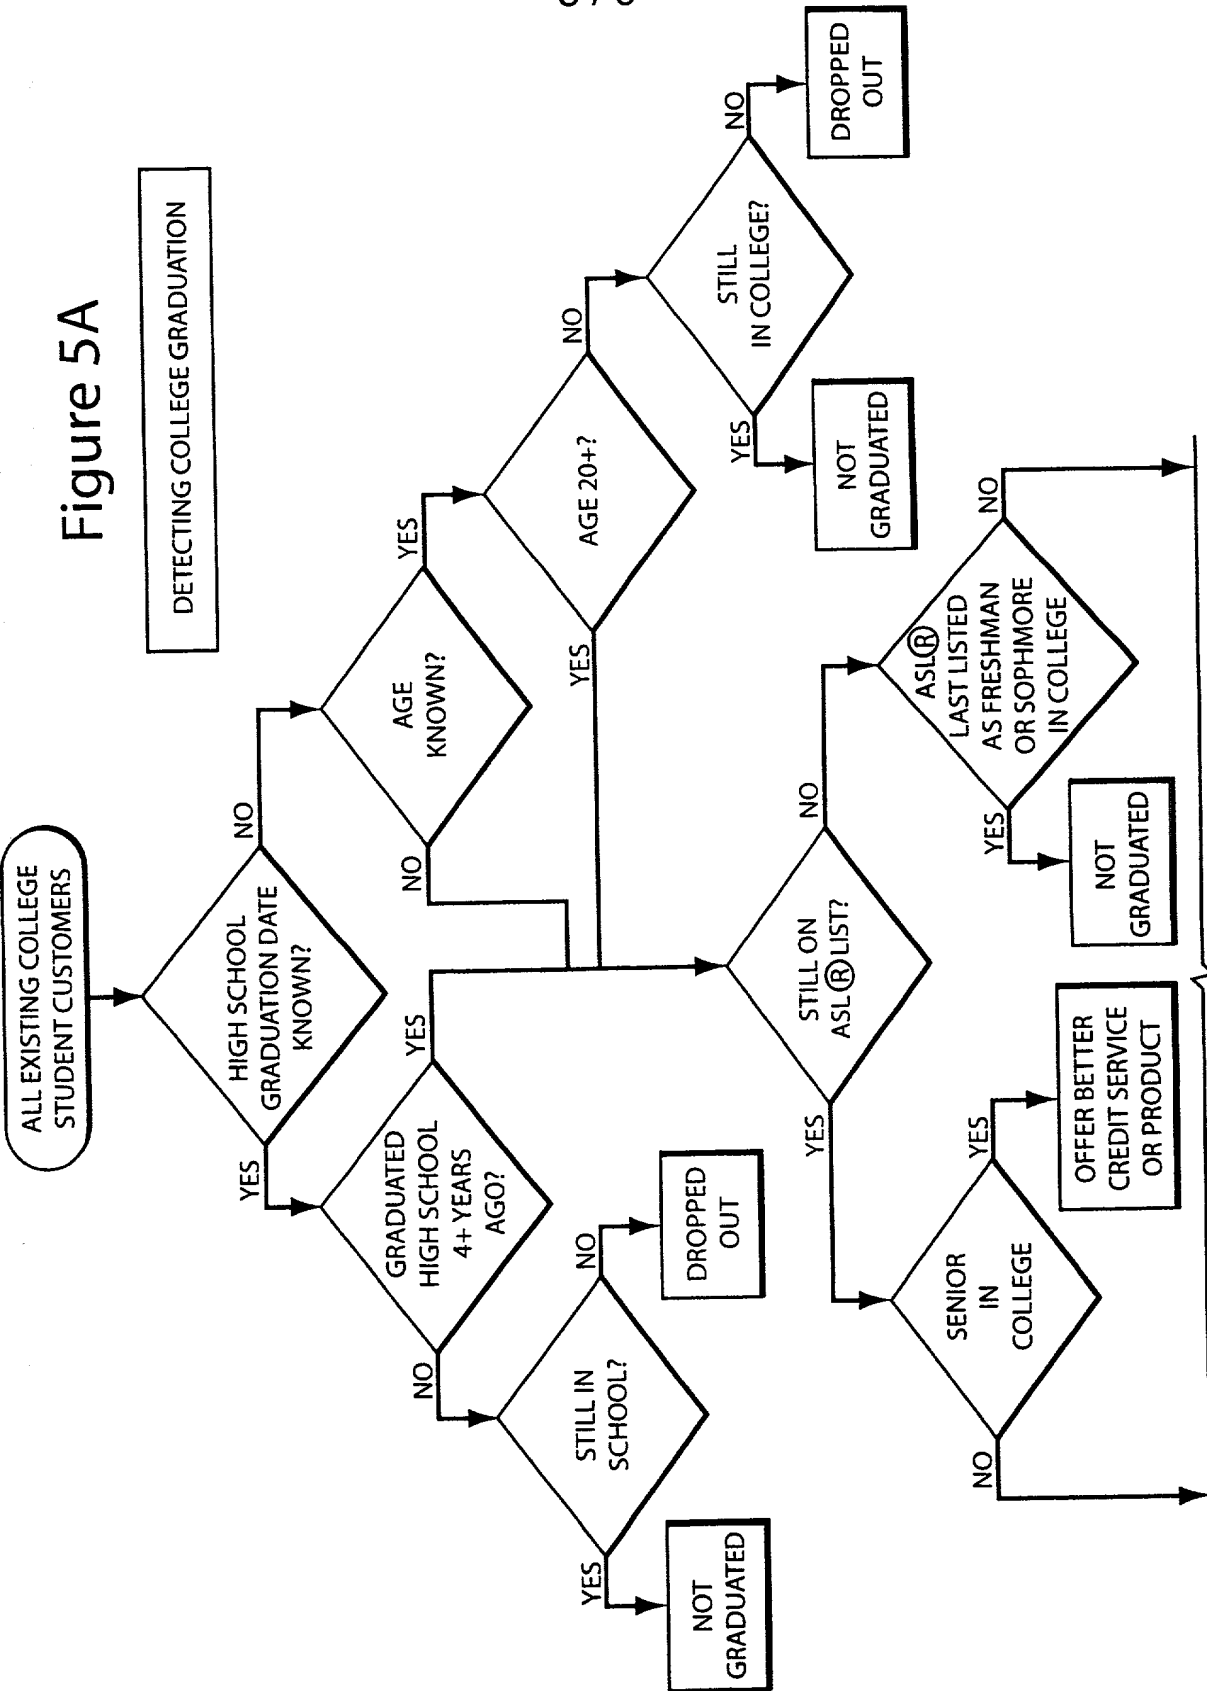 Figure 5A
DETECTING COLLEGE GRADUATION
ALL EXISTING COLLEGE
STUDENT CUSTOMERS
HIGH SCHOOL
GRADUATION DATE
KNOWN?
YES
NO
GRADUATED
HIGH SCHOOL
4+ YEARS
AGO?
NO
YES
AGE
KNOWN?
NO
YES
STILL IN
SCHOOL?
YES
NO
NOT
GRADUATED
DROPPED
OUT
AGE 20+?
YES
NO
STILL
IN COLLEGE?
YES
NO
NOT
GRADUATED
DROPPED
OUT
STILL ON
ASL® LIST?
YES
NO
SENIOR
IN
COLLEGE
NO
YES
OFFER BETTER
CREDIT SERVICE
OR PRODUCT
ASL®
LAST LISTED
AS FRESHMAN
OR SOPHMORE
IN COLLEGE
YES
NO
NOT
GRADUATED